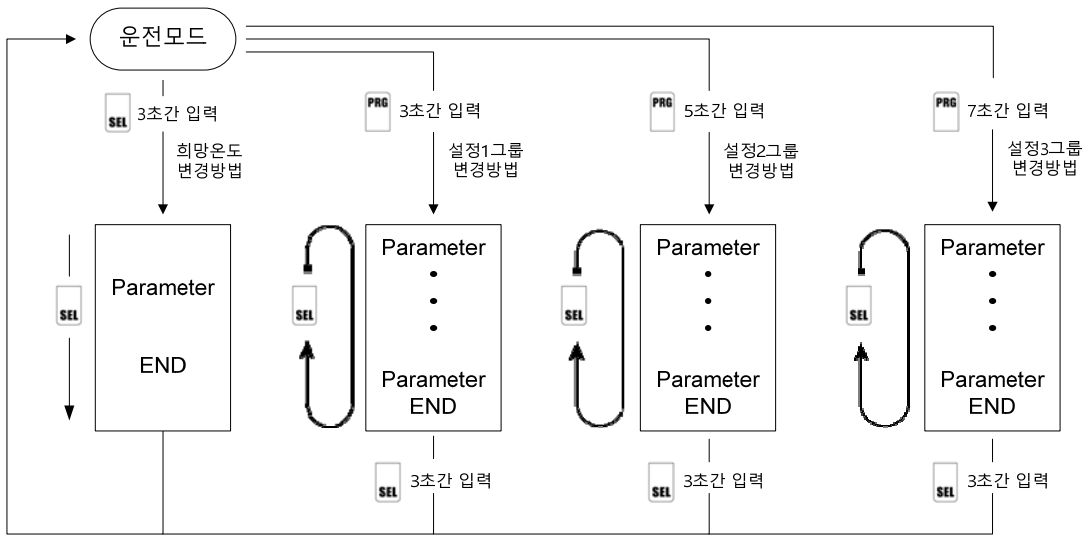 운전모드
SEL 3초간 입력
희망온도
변경방법
SEL
Parameter
END
PRG 3초간 입력
설정1그룹
변경방법
SEL
Parameter
Parameter
END
SEL 3초간 입력
PRG 5초간 입력
설정2그룹
변경방법
SEL
Parameter
Parameter
END
SEL 3초간 입력
PRG 7초간 입력
설정3그룹
변경방법
SEL
Parameter
Parameter
END
SEL 3초간 입력